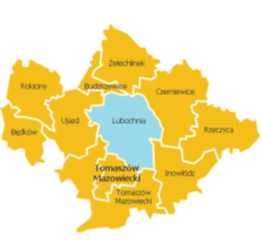 Żelechlinek
Rokiciny
Budziszewice
Czerniewice
Będków
Ujazd
Lubochnia
Rzeczyca
Tomaszów
Mazowiecki
Inowłódz
Tomaszów
Mazowiecki